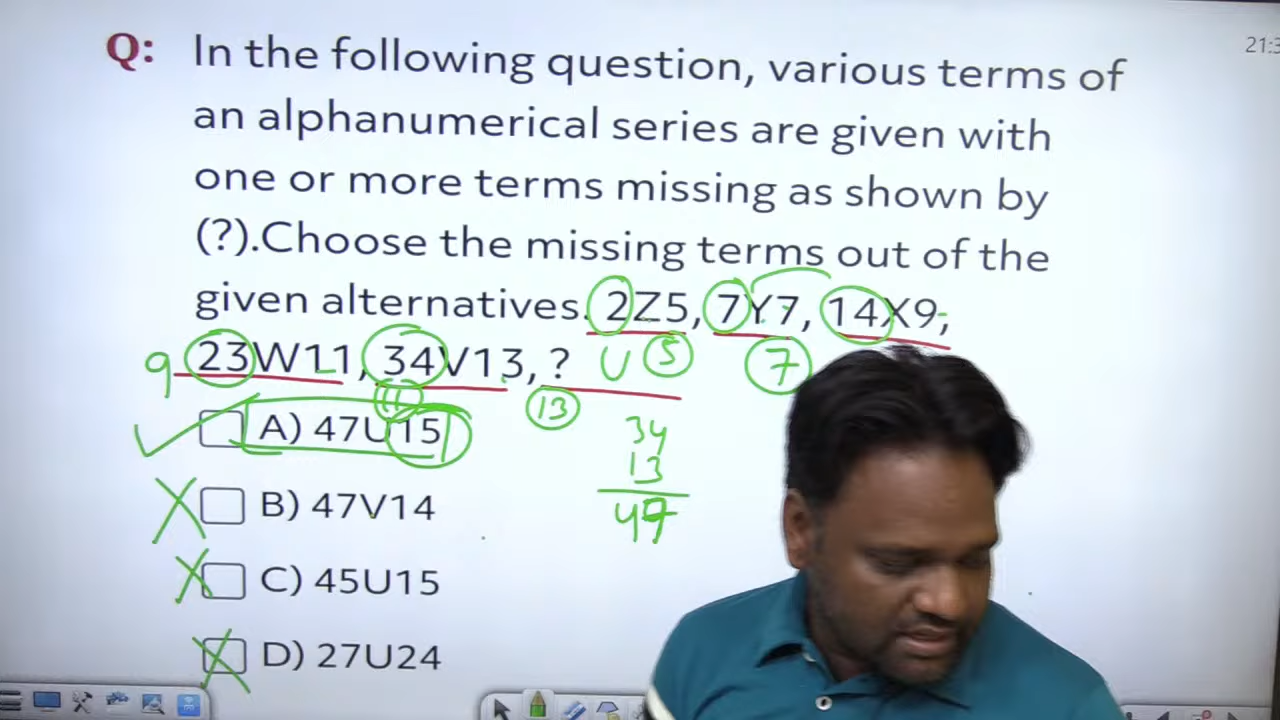 21:3
Q: In the following question, various terms of
an alphanumerical series are given with
one or more terms missing as shown by
(?).Choose the missing terms out of the
given alternatives. 2Z5, 7Y7, 14X9,
9 23W11, 34V13, ? U 5 7
11 13
A) 47U15
34
13
47
B) 47V14
C) 45U15
D) 27U24